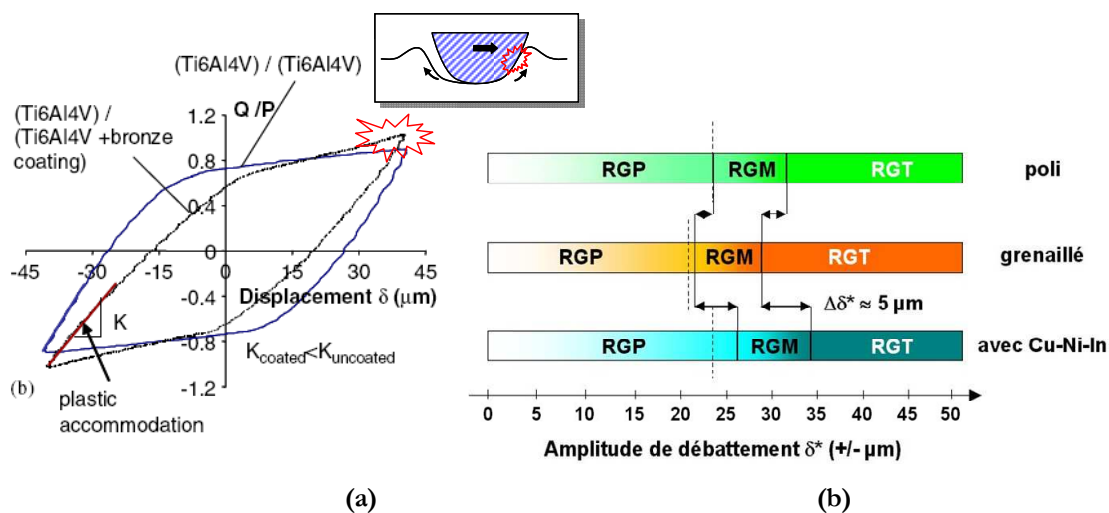 (Ti6Al4V) / (Ti6Al4V)
(Ti6Al4V) /
(Ti6Al4V +bronze
coating)
Q /P
1.2
0.8
0.4
0
-0.4
-0.8
-1.2
-45 -30 -15 0 15 30 45
Displacement δ (μm)
K
K coated<K uncoated
plastic
accommodation
(b)
(a)
RGP RGM RGT poli
RGP RGM RGT grenaillé
Δδ* ≈ 5 µm
RGP RGM RGT avec Cu-Ni-In
0 5 10 15 20 25 30 35 40 45 50
Amplitude de débattement δ* (+/- µm)
(b)